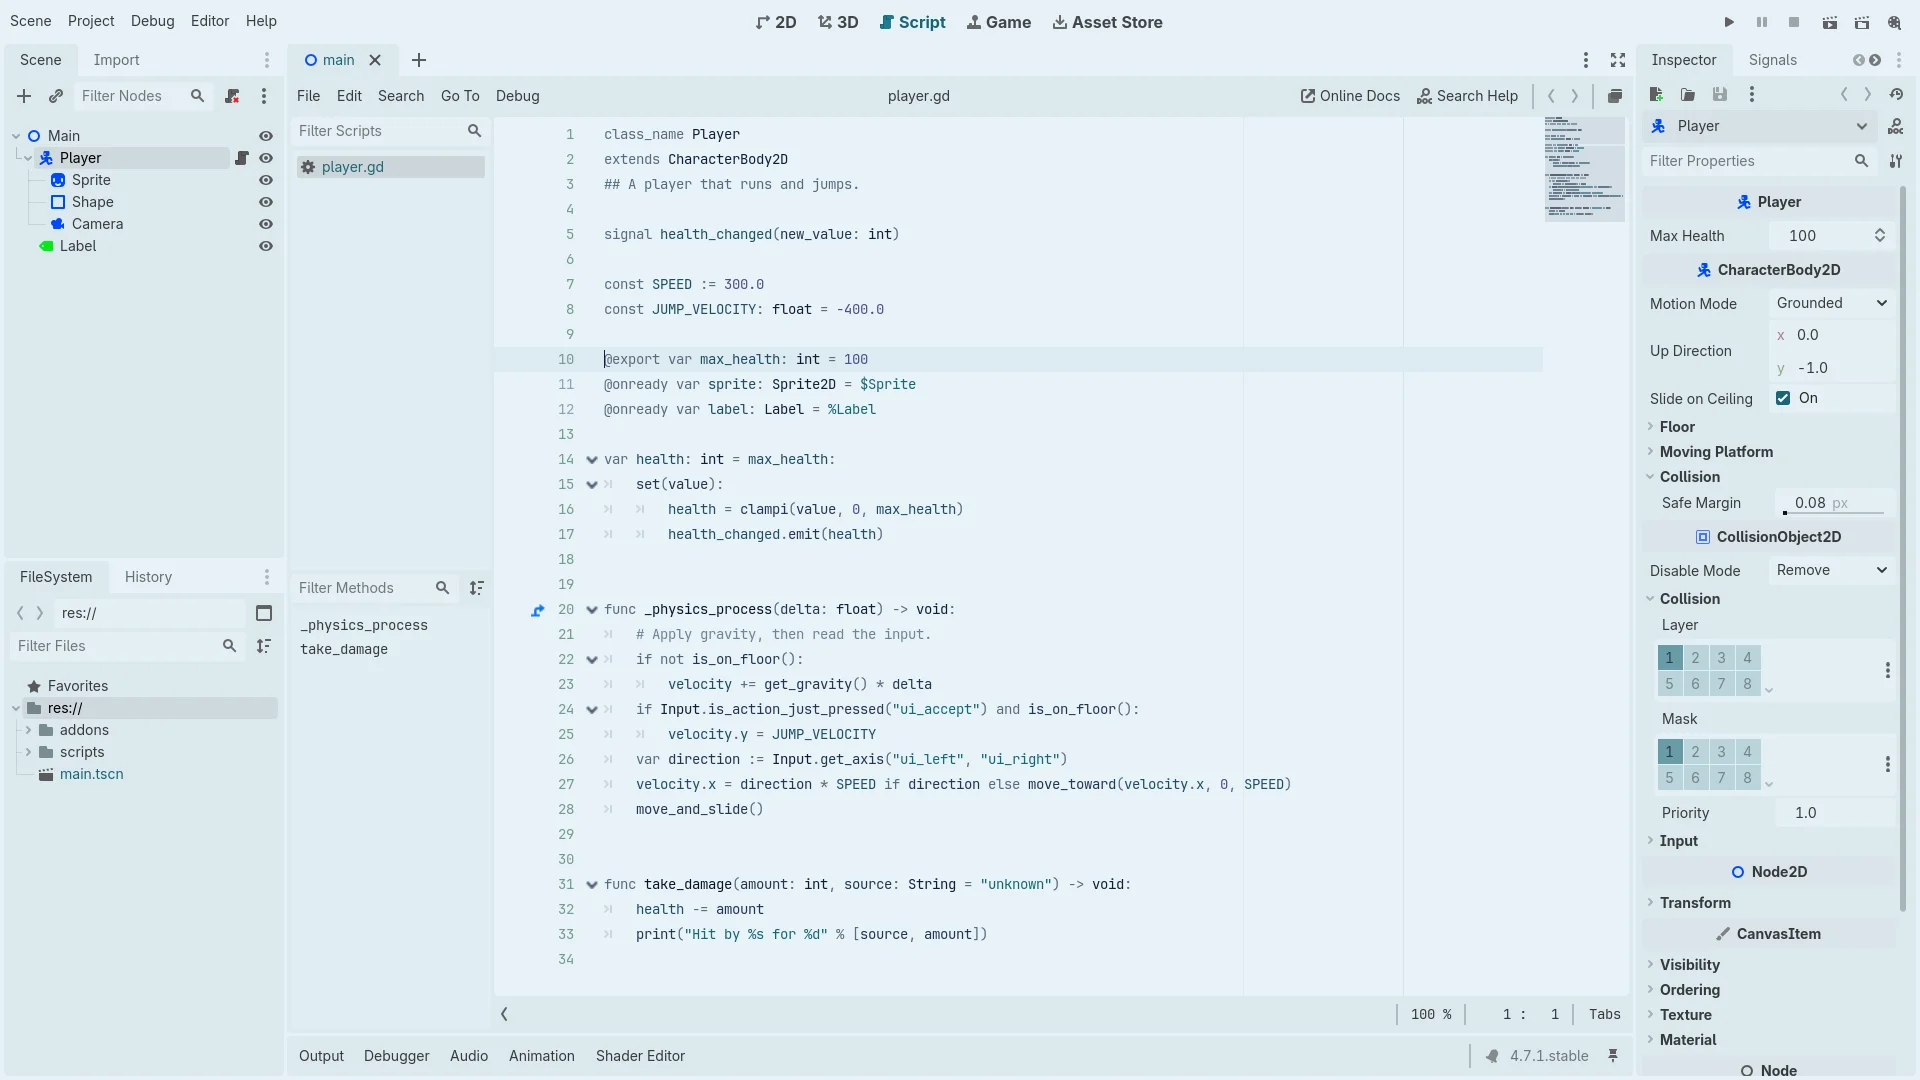 Scene Project Debug Editor Help
2D 3D Script Game Asset Store
Scene Import
Filter Nodes
Main
Player
Sprite
Shape
Camera
Label
FileSystem History
res://
Filter Files
Favorites
res://
addons
scripts
main.tscn
main
File Edit Search Go To Debug
player.gd
Online Docs Search Help
Filter Scripts
player.gd
Filter Methods
_physics_process
take_damage
1 class_name Player
2 extends CharacterBody2D
3 ## A player that runs and jumps.
4
5 signal health_changed(new_value: int)
6
7 const SPEED := 300.0
8 const JUMP_VELOCITY: float = -400.0
9
10 @export var max_health: int = 100
11 @onready var sprite: Sprite2D = $Sprite
12 @onready var label: Label = %Label
13
14 var health: int = max_health:
15 set(value):
16 health = clampi(value, 0, max_health)
17 health_changed.emit(health)
18
19
20 func _physics_process(delta: float) -> void:
21 # Apply gravity, then read the input.
22 if not is_on_floor():
23 velocity += get_gravity() * delta
24 if Input.is_action_just_pressed("ui_accept") and is_on_floor():
25 velocity.y = JUMP_VELOCITY
26 var direction := Input.get_axis("ui_left", "ui_right")
27 velocity.x = direction * SPEED if direction else move_toward(velocity.x, 0, SPEED)
28 move_and_slide()
29
30
31 func take_damage(amount: int, source: String = "unknown") -> void:
32 health -= amount
33 print("Hit by %s for %d" % [source, amount])
34
100 % 1 : 1 Tabs
Output Debugger Audio Animation Shader Editor
4.7.1.stable
Inspector Signals
Player
Filter Properties
Player
Max Health 100
CharacterBody2D
Motion Mode Grounded
Up Direction
x 0.0
y -1.0
Slide on Ceiling On
Floor
Moving Platform
Collision
Safe Margin 0.08 px
CollisionObject2D
Disable Mode Remove
Collision
Layer
1 2 3 4
5 6 7 8
Mask
1 2 3 4
5 6 7 8
Priority 1.0
Input
Node2D
Transform
CanvasItem
Visibility
Ordering
Texture
Material
Node